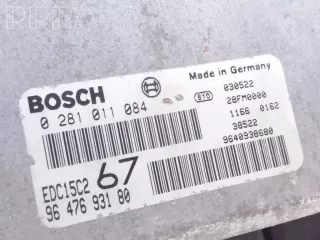 BOSCH
Made in Germany
0 281 011 084
810
030522
28FM0000
1166 0162
38522
9640938680
EDC15C2 67
96 476 931 80